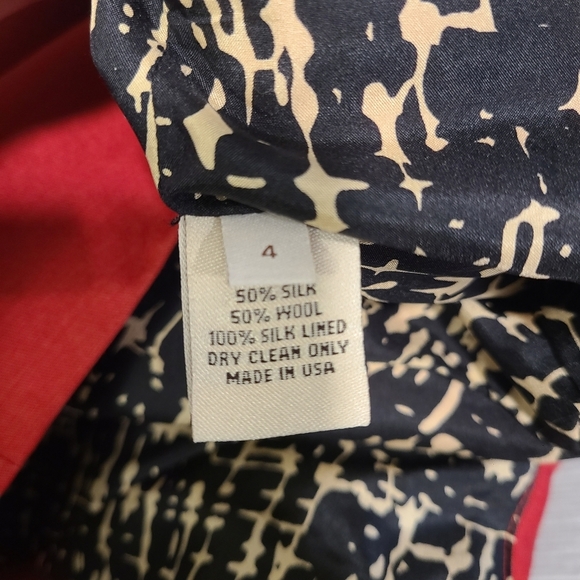 4
50% SILK
50% WOOL
100% SILK LINED
DRY CLEAN ONLY
MADE IN USA